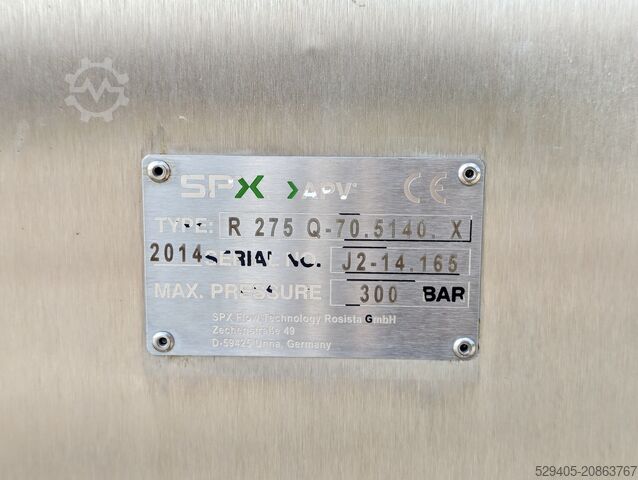 SPX APV CE
TYPE: R 275 Q-70.5140. X
2014 SERIAL NO. J2-14.165
MAX. PRESSURE 300 BAR
SPX Flow Technology Rosista GmbH
Zechenstraße 49
D-59425 Unna, Germany
529405-20863767